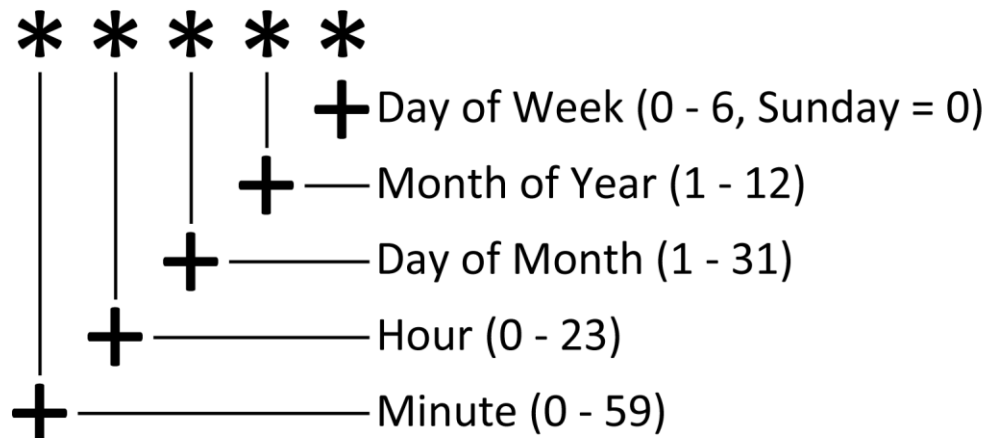 * * * * *
Day of Week (0 - 6, Sunday = 0)
Month of Year (1 - 12)
Day of Month (1 - 31)
Hour (0 - 23)
Minute (0 - 59)